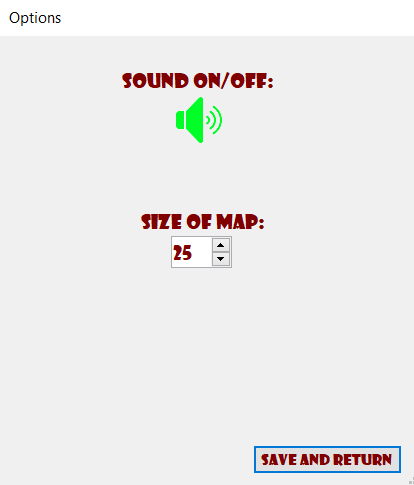 Options
SOUND ON/OFF:
SIZE OF MAP:
25
SAVE AND RETURN